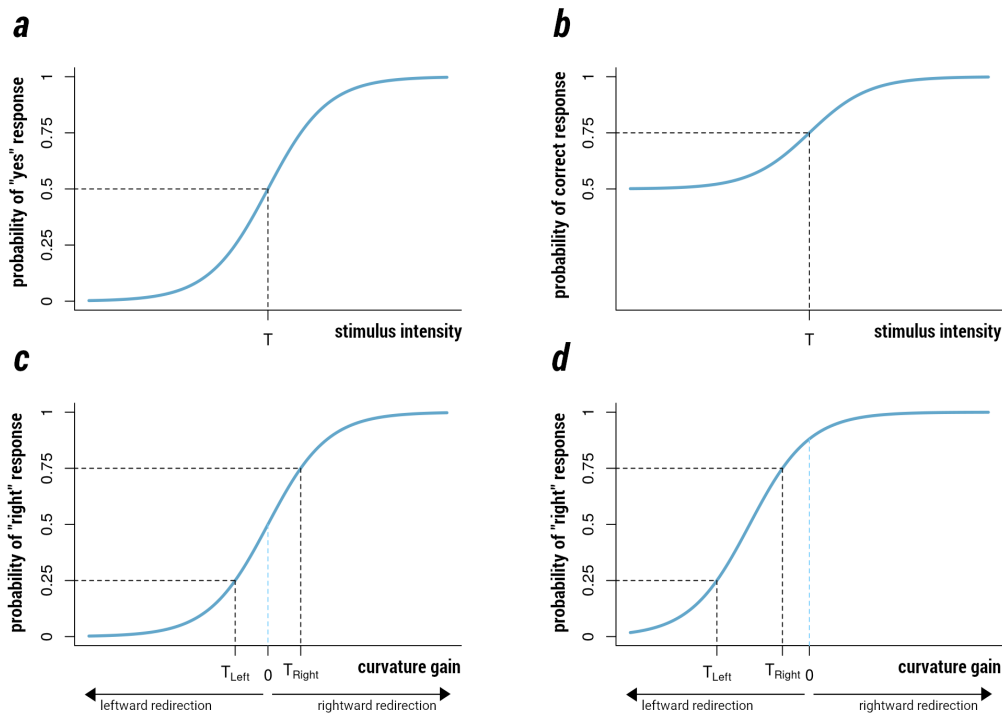 a
probability of "yes" response
1
0.75
0.5
0.25
0
T
stimulus intensity
b
probability of correct response
1
0.75
0.5
T
stimulus intensity
c
probability of "right" response
1
0.75
0.5
0.25
0
TLeft 0 TRight
curvature gain
leftward redirection rightward redirection
d
probability of "right" response
1
0.75
0.5
0.25
0
TLeft TRight 0
curvature gain
leftward redirection rightward redirection